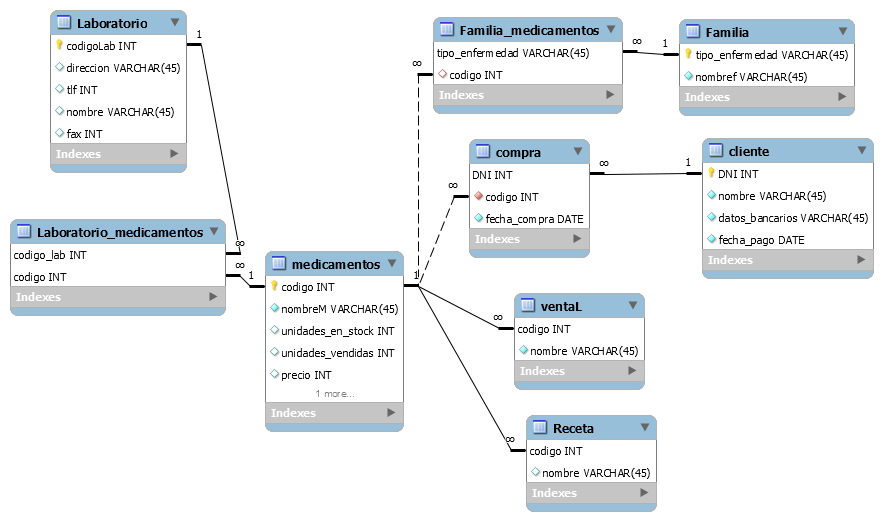 Laboratorio
codigoLab INT
direccion VARCHAR(45)
tlf INT
nombre VARCHAR(45)
fax INT
Indexes
1
∞
Laboratorio_medicamentos
codigo_lab INT
codigo INT
Indexes
∞
1
medicamentos
codigo INT
nombreM VARCHAR(45)
unidades_en_stock INT
unidades_vendidas INT
precio INT
1 more...
Indexes
1
∞
Familia_medicamentos
tipo_enfermedad VARCHAR(45)
codigo INT
Indexes
∞
1
Familia
tipo_enfermedad VARCHAR(45)
nombref VARCHAR(45)
Indexes
∞
compra
DNI INT
codigo INT
fecha_compra DATE
Indexes
∞
1
cliente
DNI INT
nombre VARCHAR(45)
datos_bancarios VARCHAR(45)
fecha_pago DATE
Indexes
∞
ventaL
codigo INT
nombre VARCHAR(45)
Indexes
∞
Receta
codigo INT
nombre VARCHAR(45)
Indexes